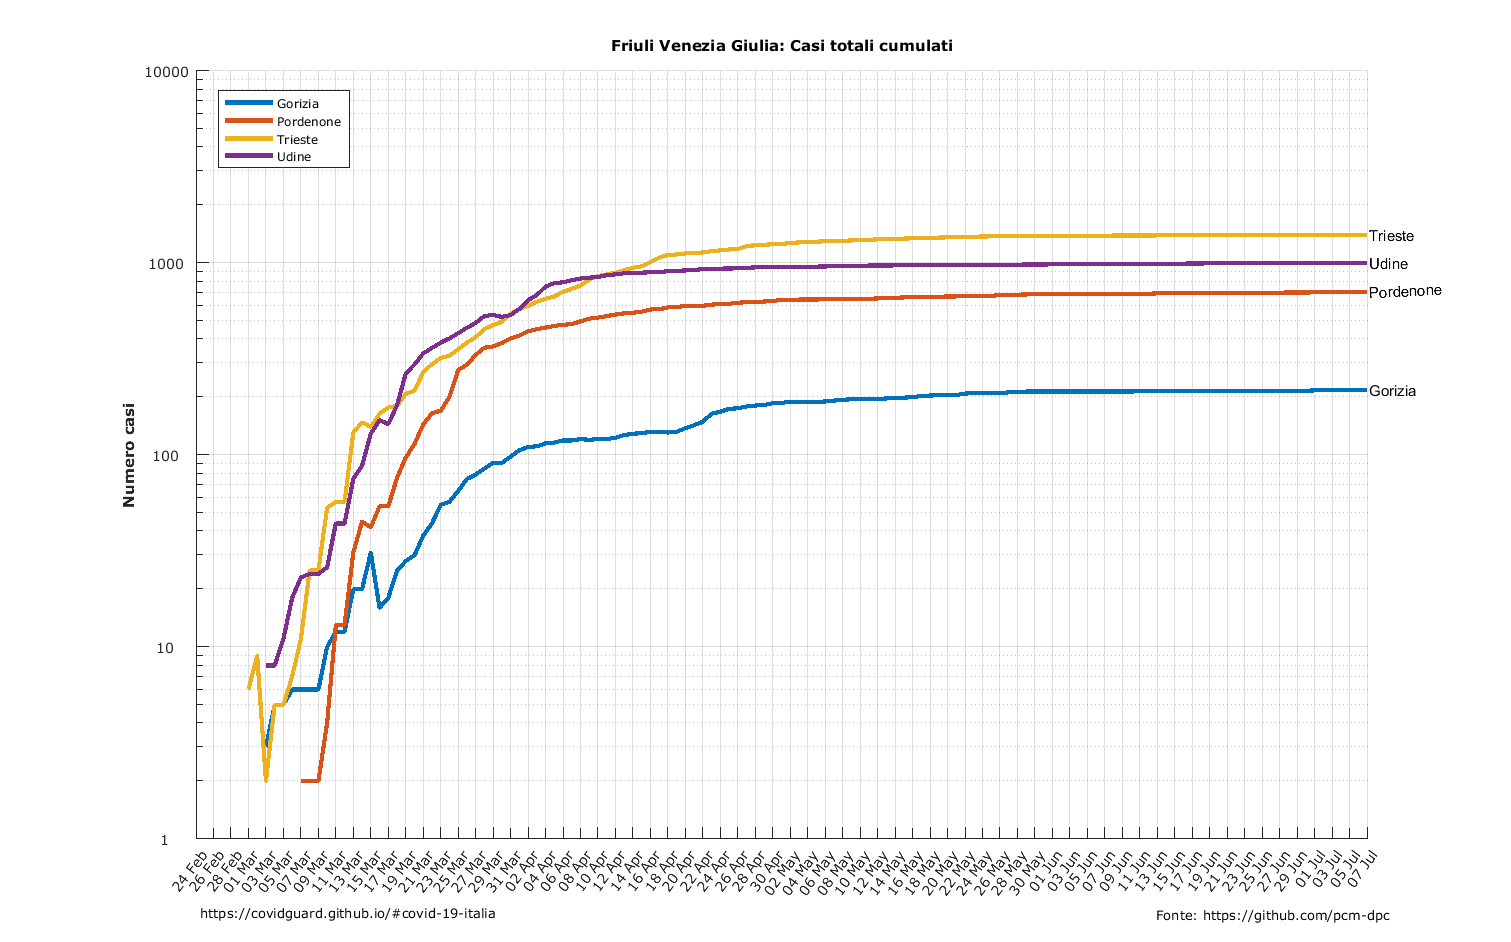 Friuli Venezia Giulia: Casi totali cumulati
10000
1000
100
10
1
Numero casi
Gorizia
Pordenone
Trieste
Udine
Trieste
Udine
Pordenone
Gorizia
24 Feb
26 Feb
28 Feb
01 Mar
03 Mar
05 Mar
07 Mar
09 Mar
11 Mar
13 Mar
15 Mar
17 Mar
19 Mar
21 Mar
23 Mar
25 Mar
27 Mar
29 Mar
31 Mar
02 Apr
04 Apr
06 Apr
08 Apr
10 Apr
12 Apr
14 Apr
16 Apr
18 Apr
20 Apr
22 Apr
24 Apr
26 Apr
28 Apr
30 Apr
02 May
04 May
06 May
08 May
10 May
12 May
14 May
16 May
18 May
20 May
22 May
24 May
26 May
28 May
30 May
01 Jun
03 Jun
05 Jun
07 Jun
09 Jun
11 Jun
13 Jun
15 Jun
17 Jun
19 Jun
21 Jun
23 Jun
25 Jun
27 Jun
29 Jun
01 Jul
03 Jul
05 Jul
07 Jul
https://covidguard.github.io/#covid-19-italia
Fonte: https://github.com/pcm-dpc